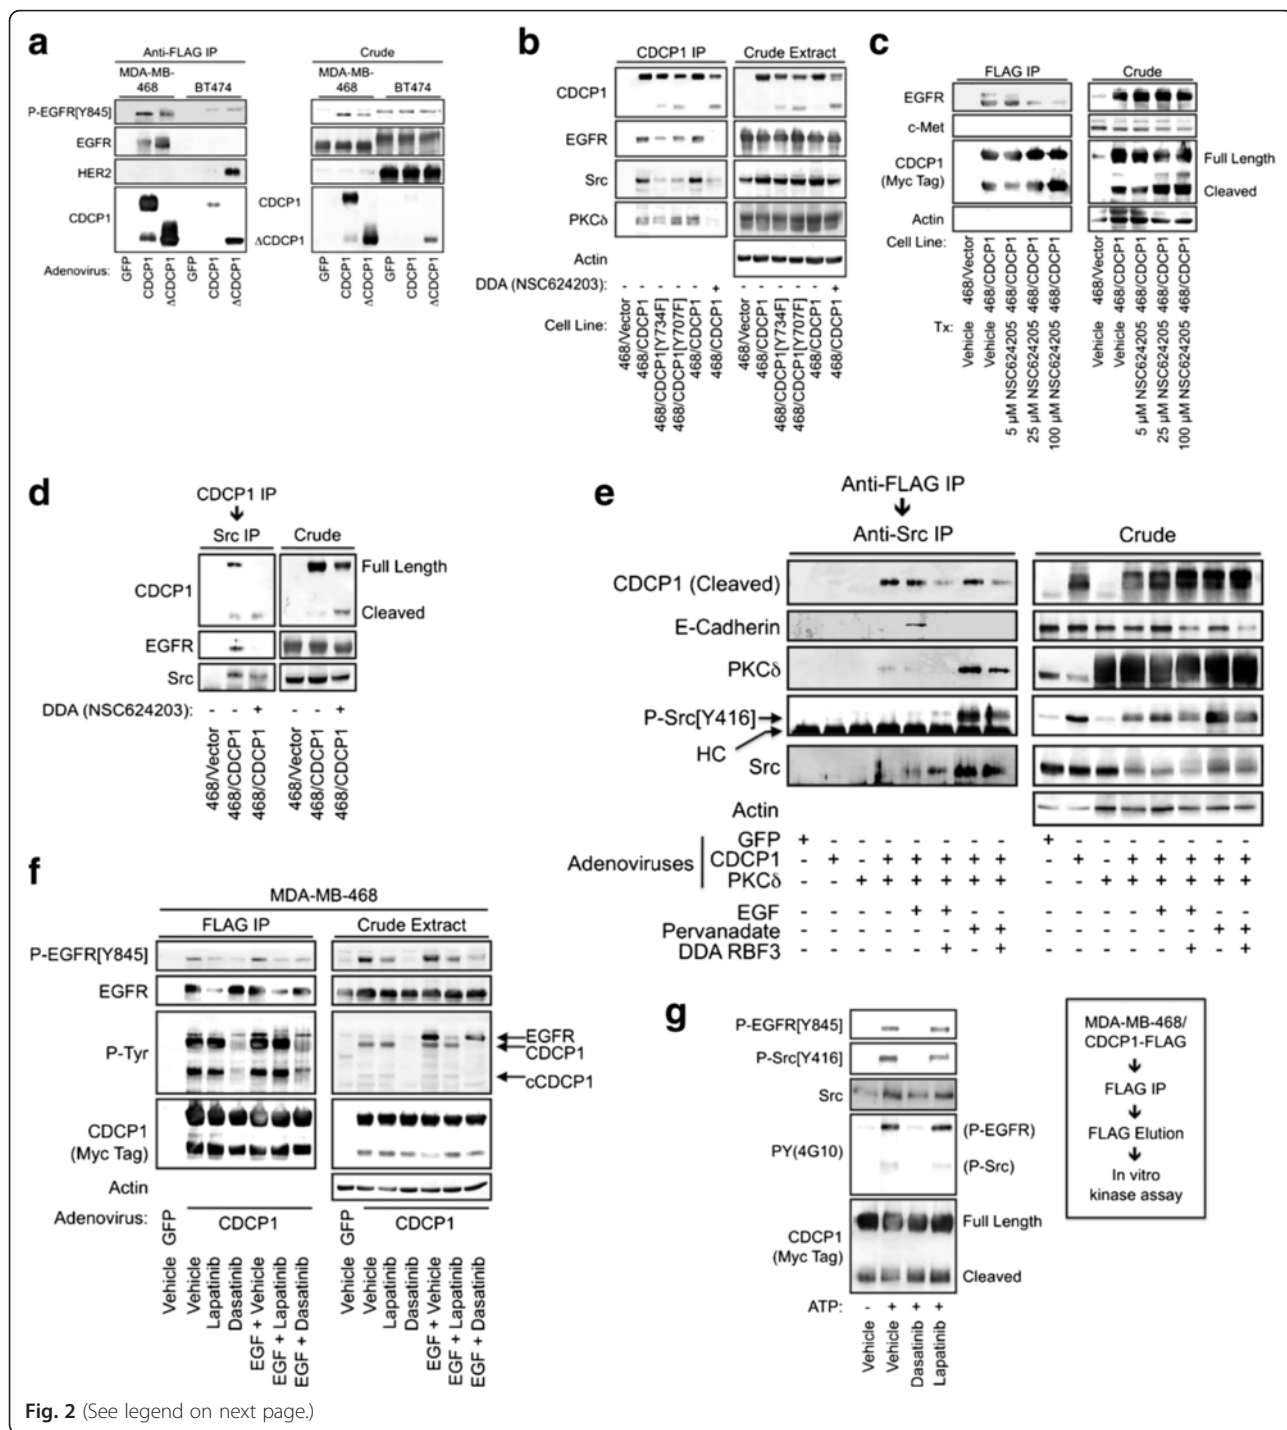 a
Anti-FLAG IP
Crude
MDA-MB-
468
BT474
MDA-MB-
468
BT474
P-EGFR[Y845]
EGFR
HER2
CDCP1
CDCP1
ΔCDCP1
Adenovirus:
GFP
CDCP1
ΔCDCP1
GFP
CDCP1
ΔCDCP1
GFP
CDCP1
ΔCDCP1
GFP
CDCP1
ΔCDCP1
b
CDCP1 IP
Crude Extract
CDCP1
EGFR
Src
PKCδ
Actin
DDA (NSC624203): - - - - - + - - - - - +
Cell Line:
468/Vector
468/CDCP1
468/CDCP1[Y734F]
468/CDCP1[Y707F]
468/CDCP1
468/CDCP1
468/Vector
468/CDCP1
468/CDCP1[Y734F]
468/CDCP1[Y707F]
468/CDCP1
468/CDCP1
c
FLAG IP
Crude
EGFR
c-Met
CDCP1
(Myc Tag)
Full Length
Cleaved
Actin
Cell Line:
468/Vector
468/CDCP1
468/CDCP1
468/CDCP1
468/CDCP1
468/Vector
468/CDCP1
468/CDCP1
468/CDCP1
468/CDCP1
Tx:
Vehicle
Vehicle
5 µM NSC624205
25 µM NSC624205
100 µM NSC624205
Vehicle
Vehicle
5 µM NSC624205
25 µM NSC624205
100 µM NSC624205
d
CDCP1 IP
Src IP
Crude
CDCP1
Full Length
Cleaved
EGFR
Src
DDA (NSC624203): - - + - - +
468/Vector
468/CDCP1
468/CDCP1
468/Vector
468/CDCP1
468/CDCP1
e
Anti-FLAG IP
Anti-Src IP
Crude
CDCP1 (Cleaved)
E-Cadherin
PKCδ
P-Src[Y416]
HC
Src
Actin
Adenoviruses
GFP + - - - - - - - + - - - - - - -
CDCP1 - + - + + + + + - + - + + + + +
PKCδ - - + + + + + + - - + + + + + +
EGF - - - - + + - - - - - - + + - -
Pervanadate - - - - - - + + - - - - - - + +
DDA RBF3 - - - - - + - + - - - - - + - +
f
MDA-MB-468
FLAG IP
Crude Extract
P-EGFR[Y845]
EGFR
P-Tyr
EGFR
CDCP1
cCDCP1
CDCP1
(Myc Tag)
Actin
Adenovirus:
GFP
CDCP1
GFP
CDCP1
Vehicle
Vehicle
Lapatinib
Dasatinib
EGF + Vehicle
EGF + Lapatinib
EGF + Dasatinib
Vehicle
Vehicle
Lapatinib
Dasatinib
EGF + Vehicle
EGF + Lapatinib
EGF + Dasatinib
g
P-EGFR[Y845]
P-Src[Y416]
Src
PY(4G10)
(P-EGFR)
(P-Src)
CDCP1
(Myc Tag)
Full Length
Cleaved
ATP: - + + +
Vehicle
Vehicle
Dasatinib
Lapatinib
MDA-MB-468/
CDCP1-FLAG
FLAG IP
FLAG Elution
In vitro
kinase assay
Fig. 2 (See legend on next page.)